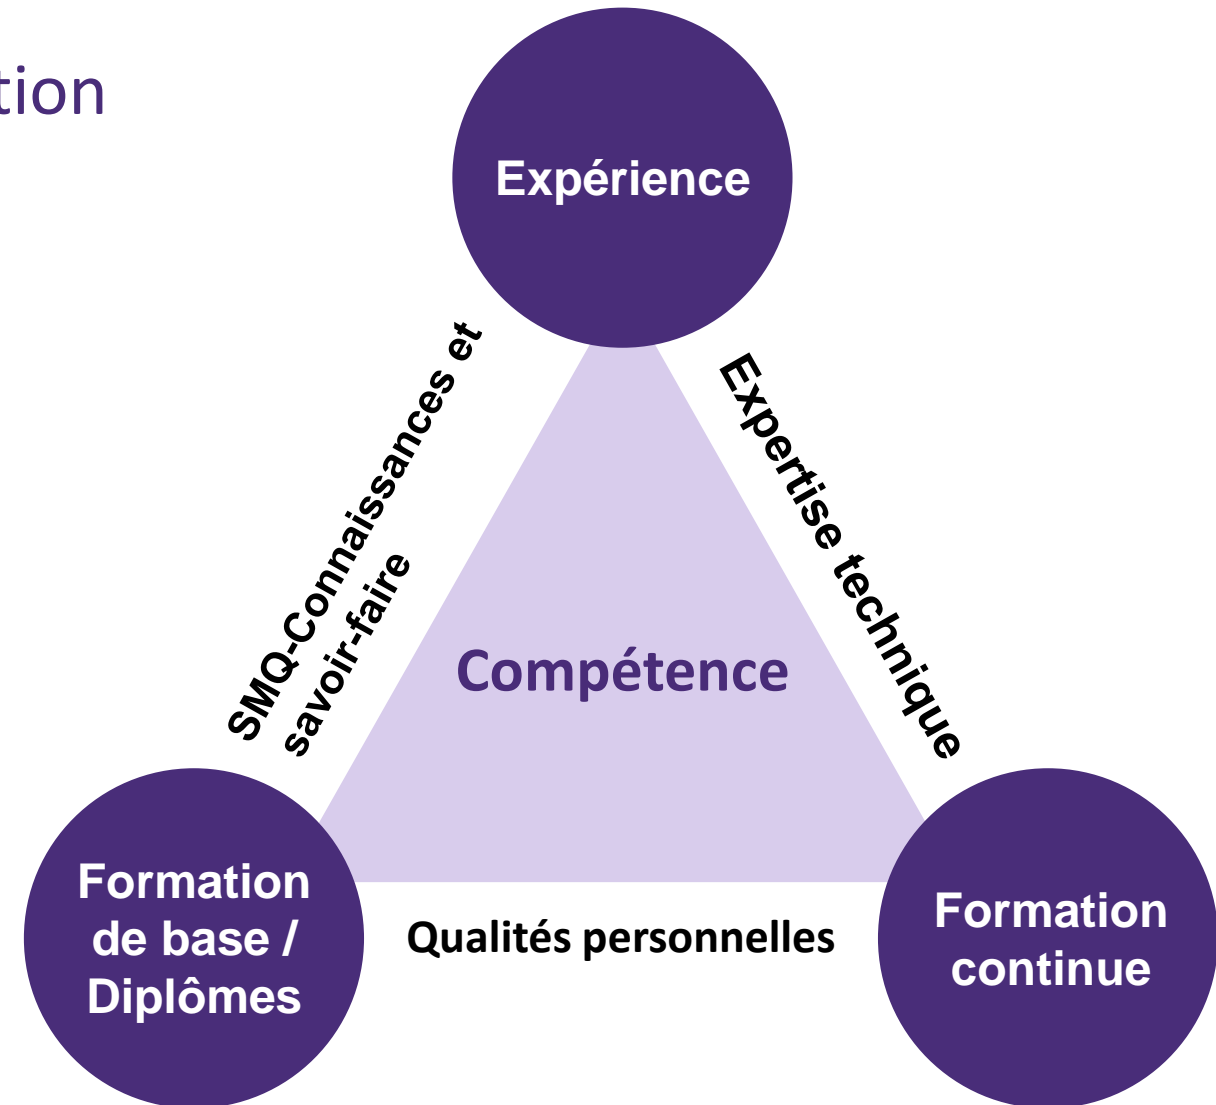 tion
Expérience
SMQ-Connaissances et
savoir-faire
Expertise technique
Compétence
Formation
de base /
Diplômes
Qualités personnelles
Formation
continue